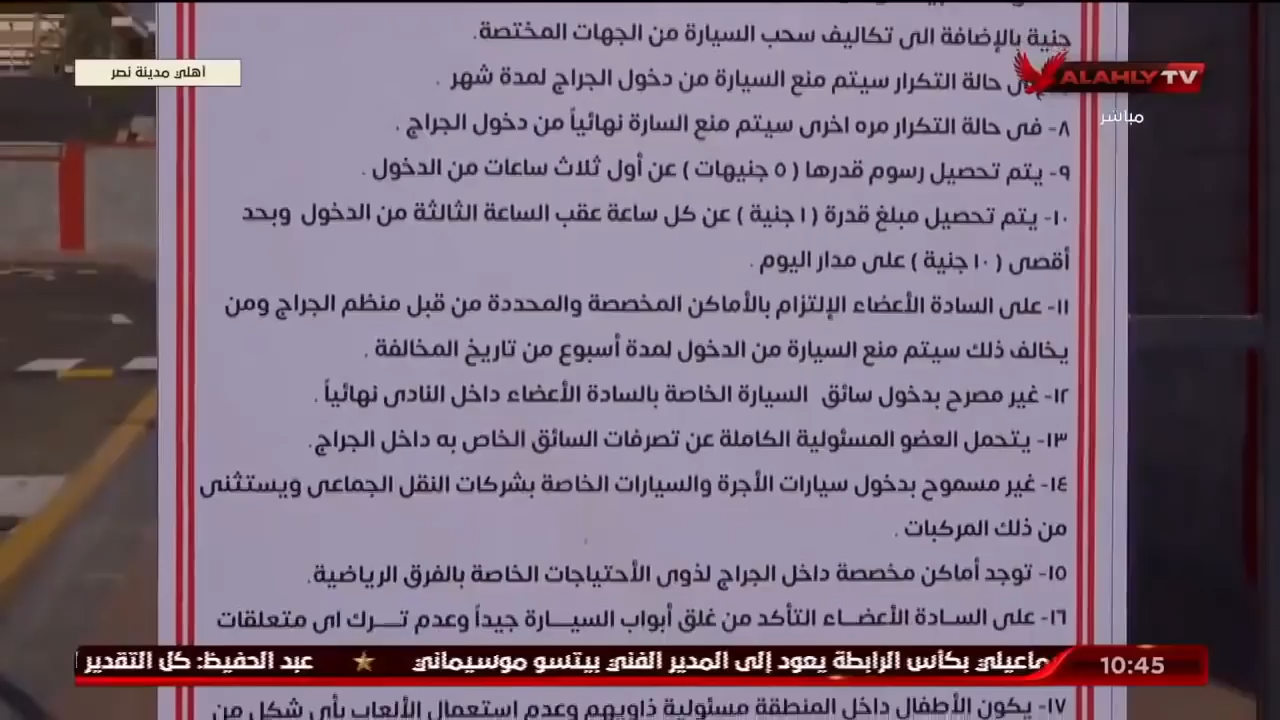 جنية بالإضافة الى تكاليف سحب السيارة من الجهات المختصة.
أهلي مدينة نصر
ALAHLY TV
حالة التكرار سيتم منع السيارة من دخول الجراج لمدة شهر .
مباشر
٨- فى حالة التكرار مره اخرى سيتم منع السارة نهائياً من دخول الجراج .
٩- يتم تحصيل رسوم قدرها ( ٥ جنيهات ) عن أول ثلاث ساعات من الدخول .
١٠- يتم تحصيل مبلغ قدرة ( ١ جنية ) عن كل ساعة عقب الساعة الثالثة من الدخول وبحد
أقصى ( ١٠ جنية ) على مدار اليوم .
١١- على السادة الأعضاء الإلتزام بالأماكن المخصصة والمحددة من قبل منظم الجراج ومن
يخالف ذلك سيتم منع السيارة من الدخول لمدة أسبوع من تاريخ المخالفة .
١٢- غير مصرح بدخول سائق السيارة الخاصة بالسادة الأعضاء داخل النادى نهائياً .
١٣- يتحمل العضو المسئولية الكاملة عن تصرفات السائق الخاص به داخل الجراج.
١٤- غير مسموح بدخول سيارات الأجرة والسيارات الخاصة بشركات النقل الجماعى ويستثنى
من ذلك المركبات .
١٥- توجد أماكن مخصصة داخل الجراج لذوى الأحتياجات الخاصة بالفرق الرياضية.
١٦- على السادة الأعضاء التأكد من غلق أبواب السيارة جيداً وعدم ترك اى متعلقات
ماعيلي بكأس الرابطة يعود إلى المدير الفني بيتسو موسيماني ★ عبد الحفيظ: كل التقدير
10:45
١٧- يكون الأطفال داخل المنطقة مسئولية ذاويهم وعدم استعمال الألعاب بأى شكل من